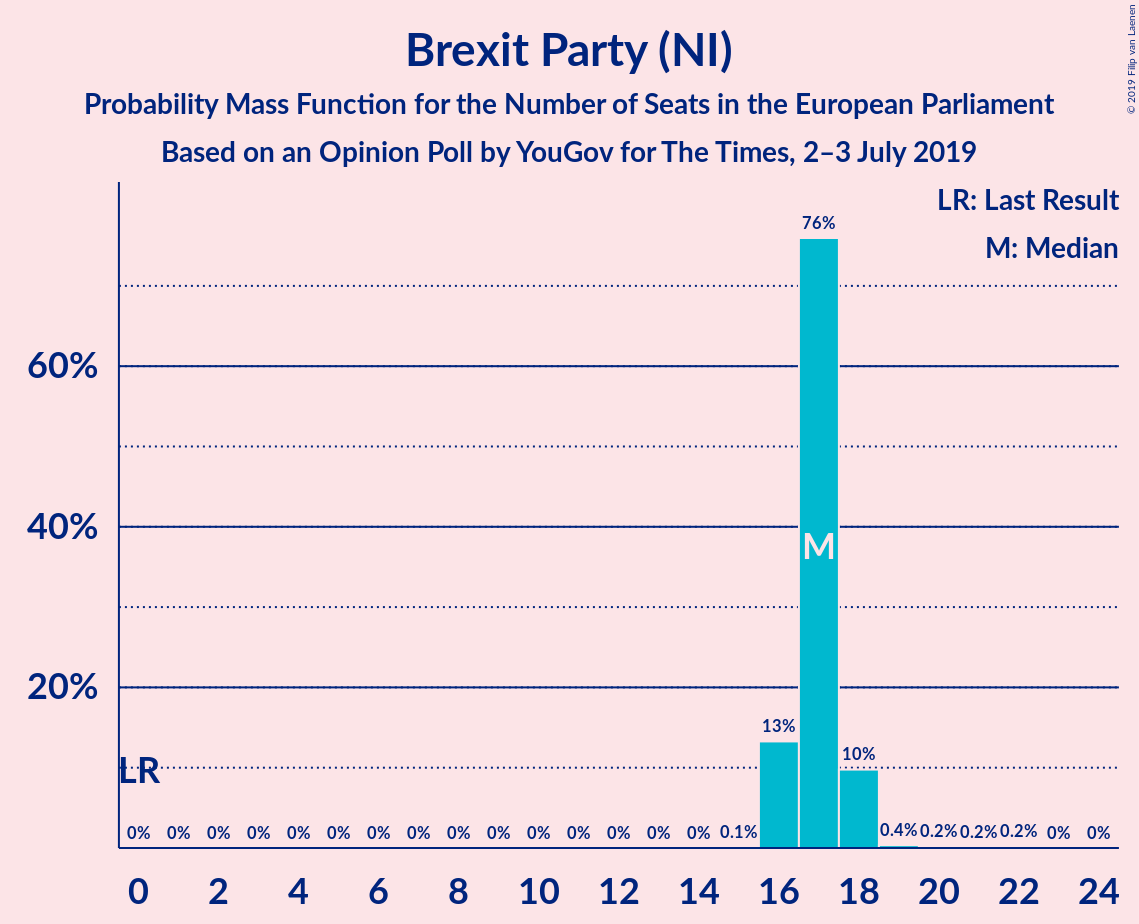 Brexit Party (NI)
Probability Mass Function for the Number of Seats in the European Parliament
Based on an Opinion Poll by YouGov for The Times, 2–3 July 2019
© 2019 Filip van Laenen
LR: Last Result
M: Median
76%
60%
40%
M
20%
13%
10%
LR
0% 0% 0% 0% 0% 0% 0% 0% 0% 0% 0% 0% 0% 0% 0% 0.1% 0.4% 0.2% 0.2% 0.2% 0% 0%
0 2 4 6 8 10 12 14 16 18 20 22 24